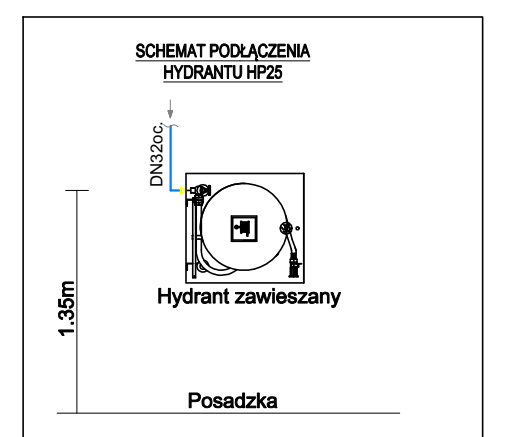 SCHEMAT PODŁĄCZENIA
HYDRANTU HP25
DN32oc.
Hydrant zawieszany
1.35m
Posadzka